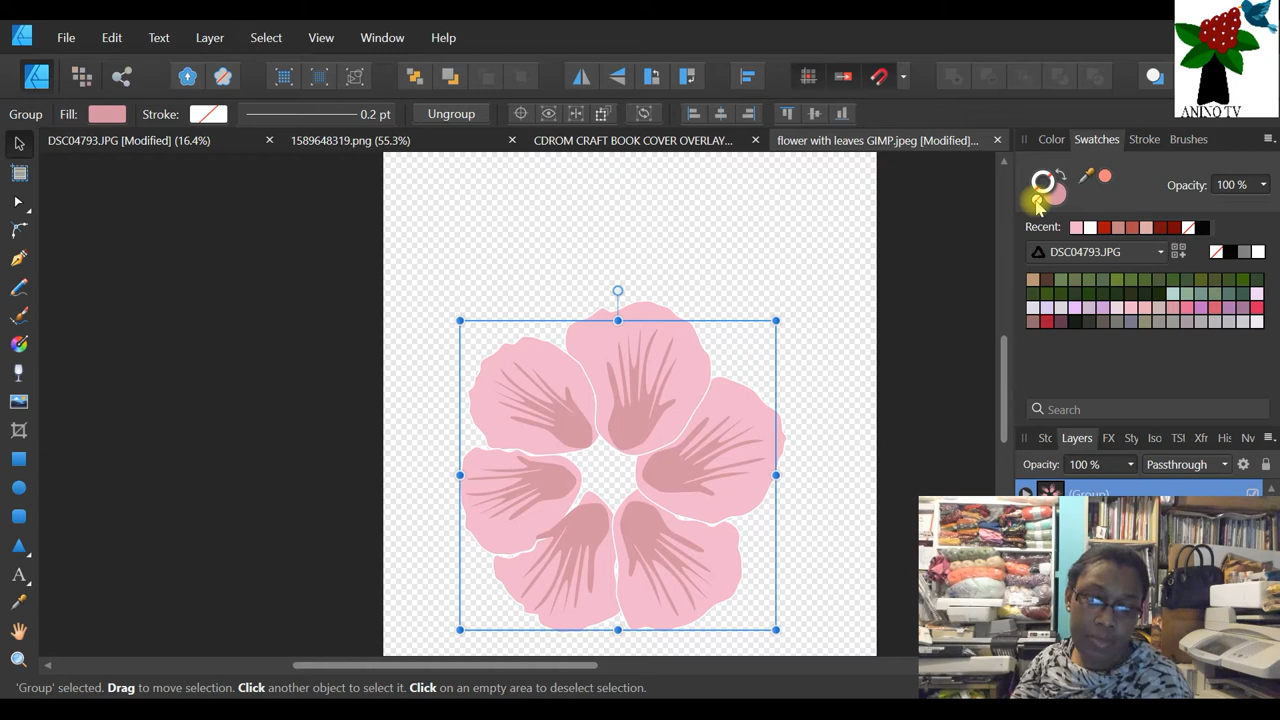 File Edit Text Layer Select View Window Help
ANINO TV
Group Fill: Stroke: 0.2 pt Ungroup
DSC04793.JPG [Modified] (16.4%) 1589648319.png (55.3%) CDROM CRAFT BOOK COVER OVERLAY... flower with leaves GIMP.jpeg [Modified]...
Color Swatches Stroke Brushes
Opacity: 100 %
Recent:
DSC04793.JPG
Search
Stc Layers FX Sty Iso TSI Xfr His Nv
Opacity: 100 % Passthrough
(Group)
'Group' selected. Drag to move selection. Click another object to select it. Click on an empty area to deselect selection.